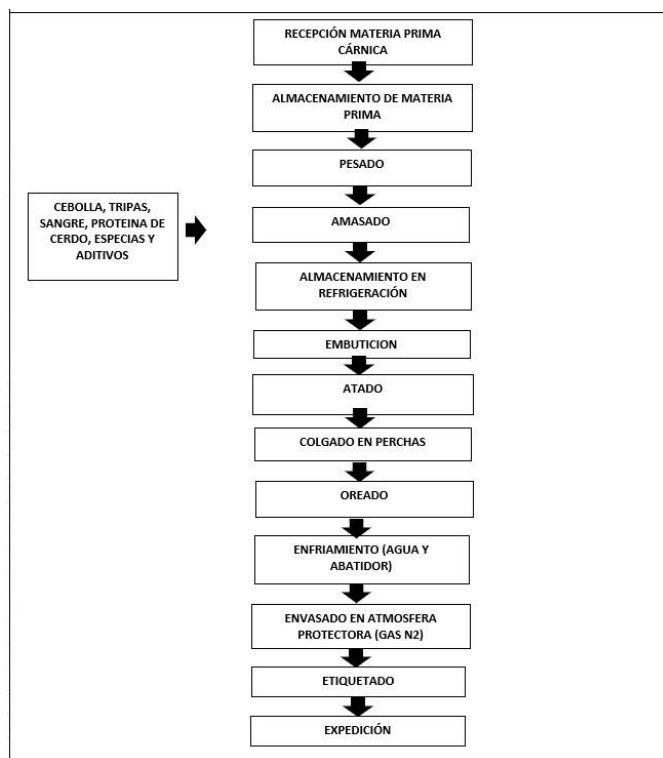 RECEPCIÓN MATERIA PRIMA
CÁRNICA
ALMACENAMIENTO DE MATERIA
PRIMA
PESADO
CEBOLLA, TRIPAS,
SANGRE, PROTEINA DE
CERDO, ESPECIAS Y
ADITIVOS
AMASADO
ALMACENAMIENTO EN
REFRIGERACIÓN
EMBUTICION
ATADO
COLGADO EN PERCHAS
OREADO
ENFRIAMIENTO (AGUA Y
ABATIDOR)
ENVASADO EN ATMOSFERA
PROTECTORA (GAS N2)
ETIQUETADO
EXPEDICIÓN